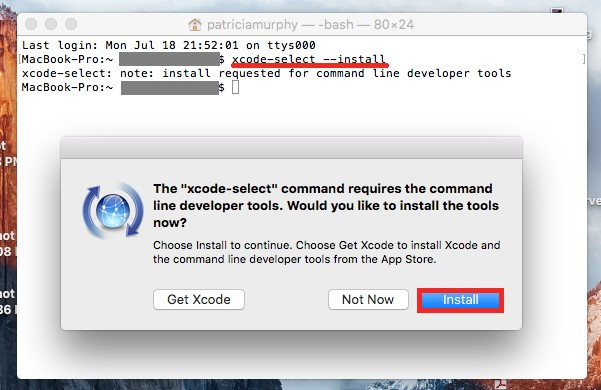 patriciamurphy — -bash — 80×24
Last login: Mon Jul 18 21:52:01 on ttys000
[MacBook-Pro:~ $ xcode-select --install ]
xcode-select: note: install requested for command line developer tools
MacBook-Pro:~ $
The "xcode-select" command requires the command
line developer tools. Would you like to install the tools
now?
Choose Install to continue. Choose Get Xcode to install Xcode and
the command line developer tools from the App Store.
Get Xcode
Not Now
Install